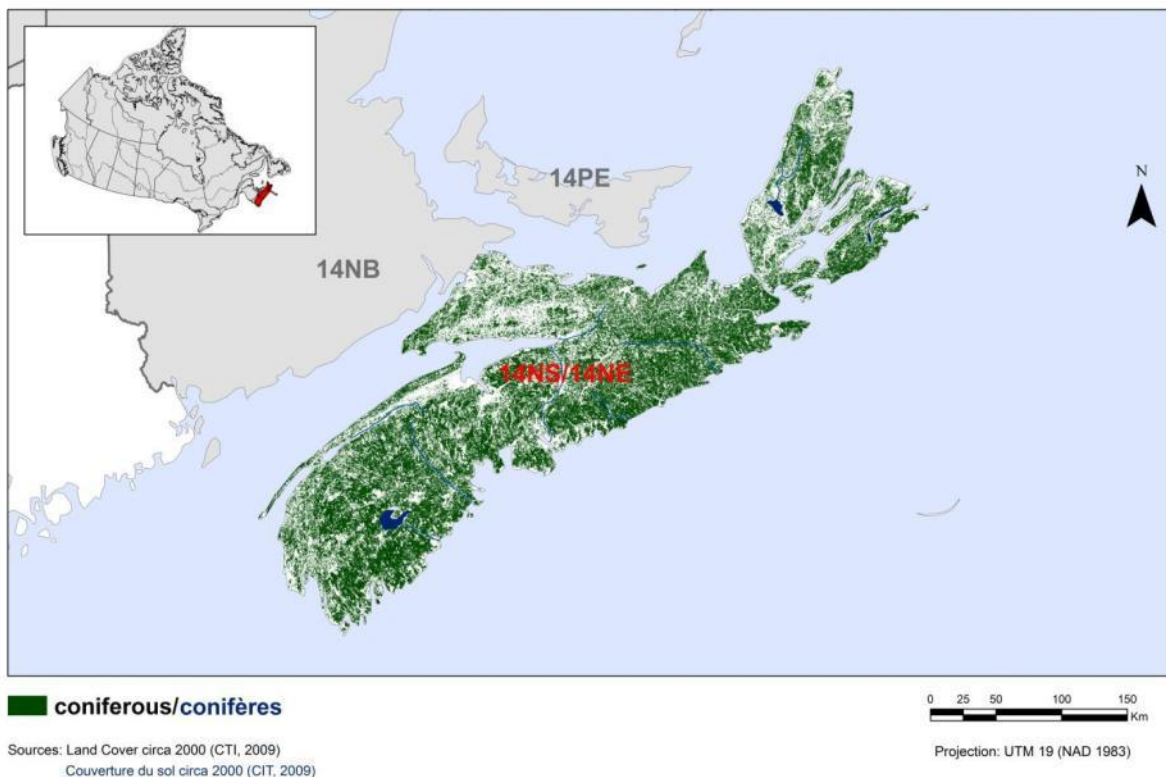 14PE
N
14NB
14NS/14NE
coniferous/conifères
0 25 50 100 150
Km
Sources: Land Cover circa 2000 (CTI, 2009)
Couverture du sol circa 2000 (CIT, 2009)
Projection: UTM 19 (NAD 1983)